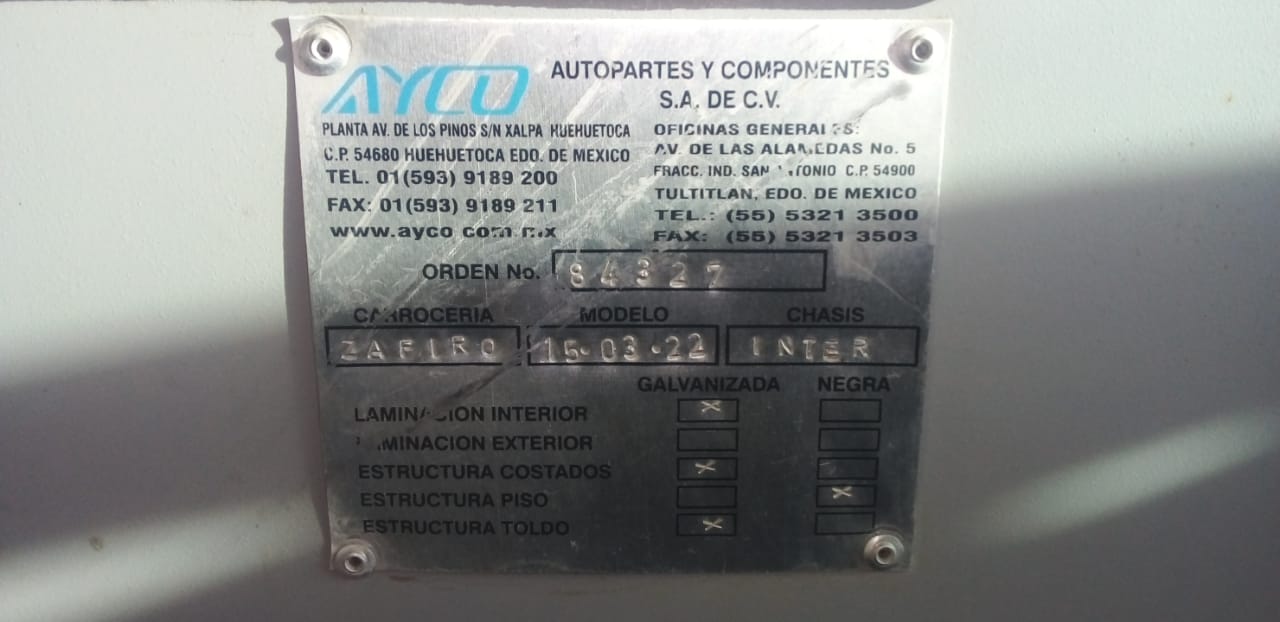 AYCO
AUTOPARTES Y COMPONENTES
S.A. DE C.V.
PLANTA AV. DE LOS PINOS S/N XALPA HUEHUETOCA
C.P. 54680 HUEHUETOCA EDO. DE MEXICO
TEL. 01(593) 9189 200
FAX: 01(593) 9189 211
www.ayco.com.mx
OFICINAS GENERALES:
AV. DE LAS ALAMEDAS No. 5
FRACC. IND. SAN ANTONIO C.P. 54900
TULTITLAN, EDO. DE MEXICO
TEL.: (55) 5321 3500
FAX: (55) 5321 3503
ORDEN No. 84327
CARROCERIA MODELO CHASIS
ZAFIRO 15·03·22 INTER
GALVANIZADA NEGRA
LAMINACION INTERIOR X
LAMINACION EXTERIOR
ESTRUCTURA COSTADOS X
ESTRUCTURA PISO X
ESTRUCTURA TOLDO X